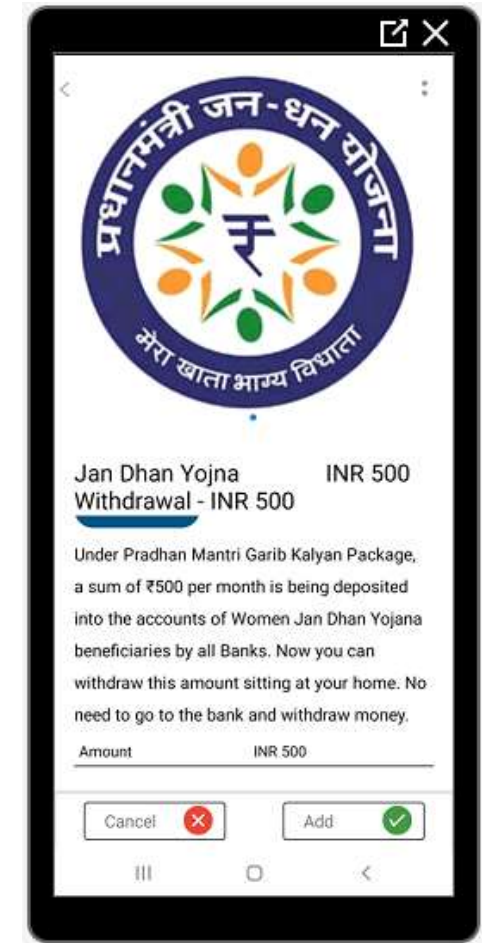 प्रधानमंत्री जन-धन योजना
मेरा खाता भाग्य विधाता
Jan Dhan Yojna INR 500
Withdrawal - INR 500
Under Pradhan Mantri Garib Kalyan Package,
a sum of ₹500 per month is being deposited
into the accounts of Women Jan Dhan Yojana
beneficiaries by all Banks. Now you can
withdraw this amount sitting at your home. No
need to go to the bank and withdraw money.
Amount INR 500
Cancel Add